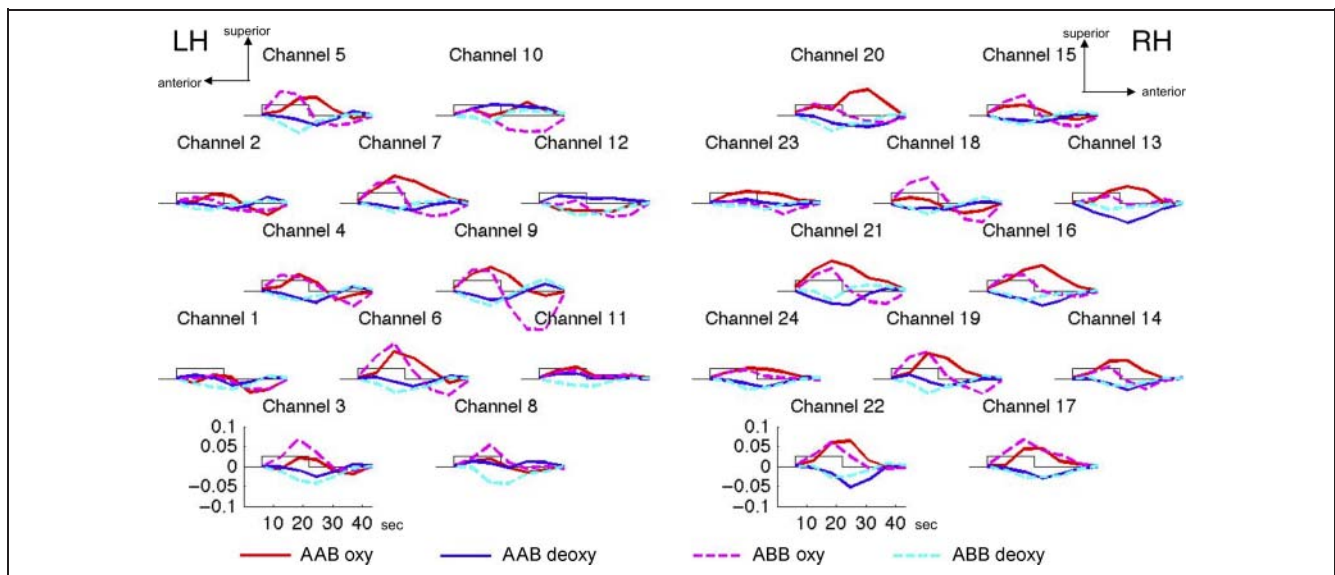 LH superior superior RH
Channel 5 Channel 10 Channel 20 Channel 15
anterior anterior
Channel 2 Channel 7 Channel 12 Channel 23 Channel 18 Channel 13
Channel 4 Channel 9 Channel 21 Channel 16
Channel 1 Channel 6 Channel 11 Channel 24 Channel 19 Channel 14
Channel 3 Channel 8 Channel 22 Channel 17
0.1 0.1
0.05 0.05
0 0
−0.05 −0.05
−0.1 −0.1
10 20 30 40 sec 10 20 30 40 sec
AAB oxy AAB deoxy ABB oxy ABB deoxy